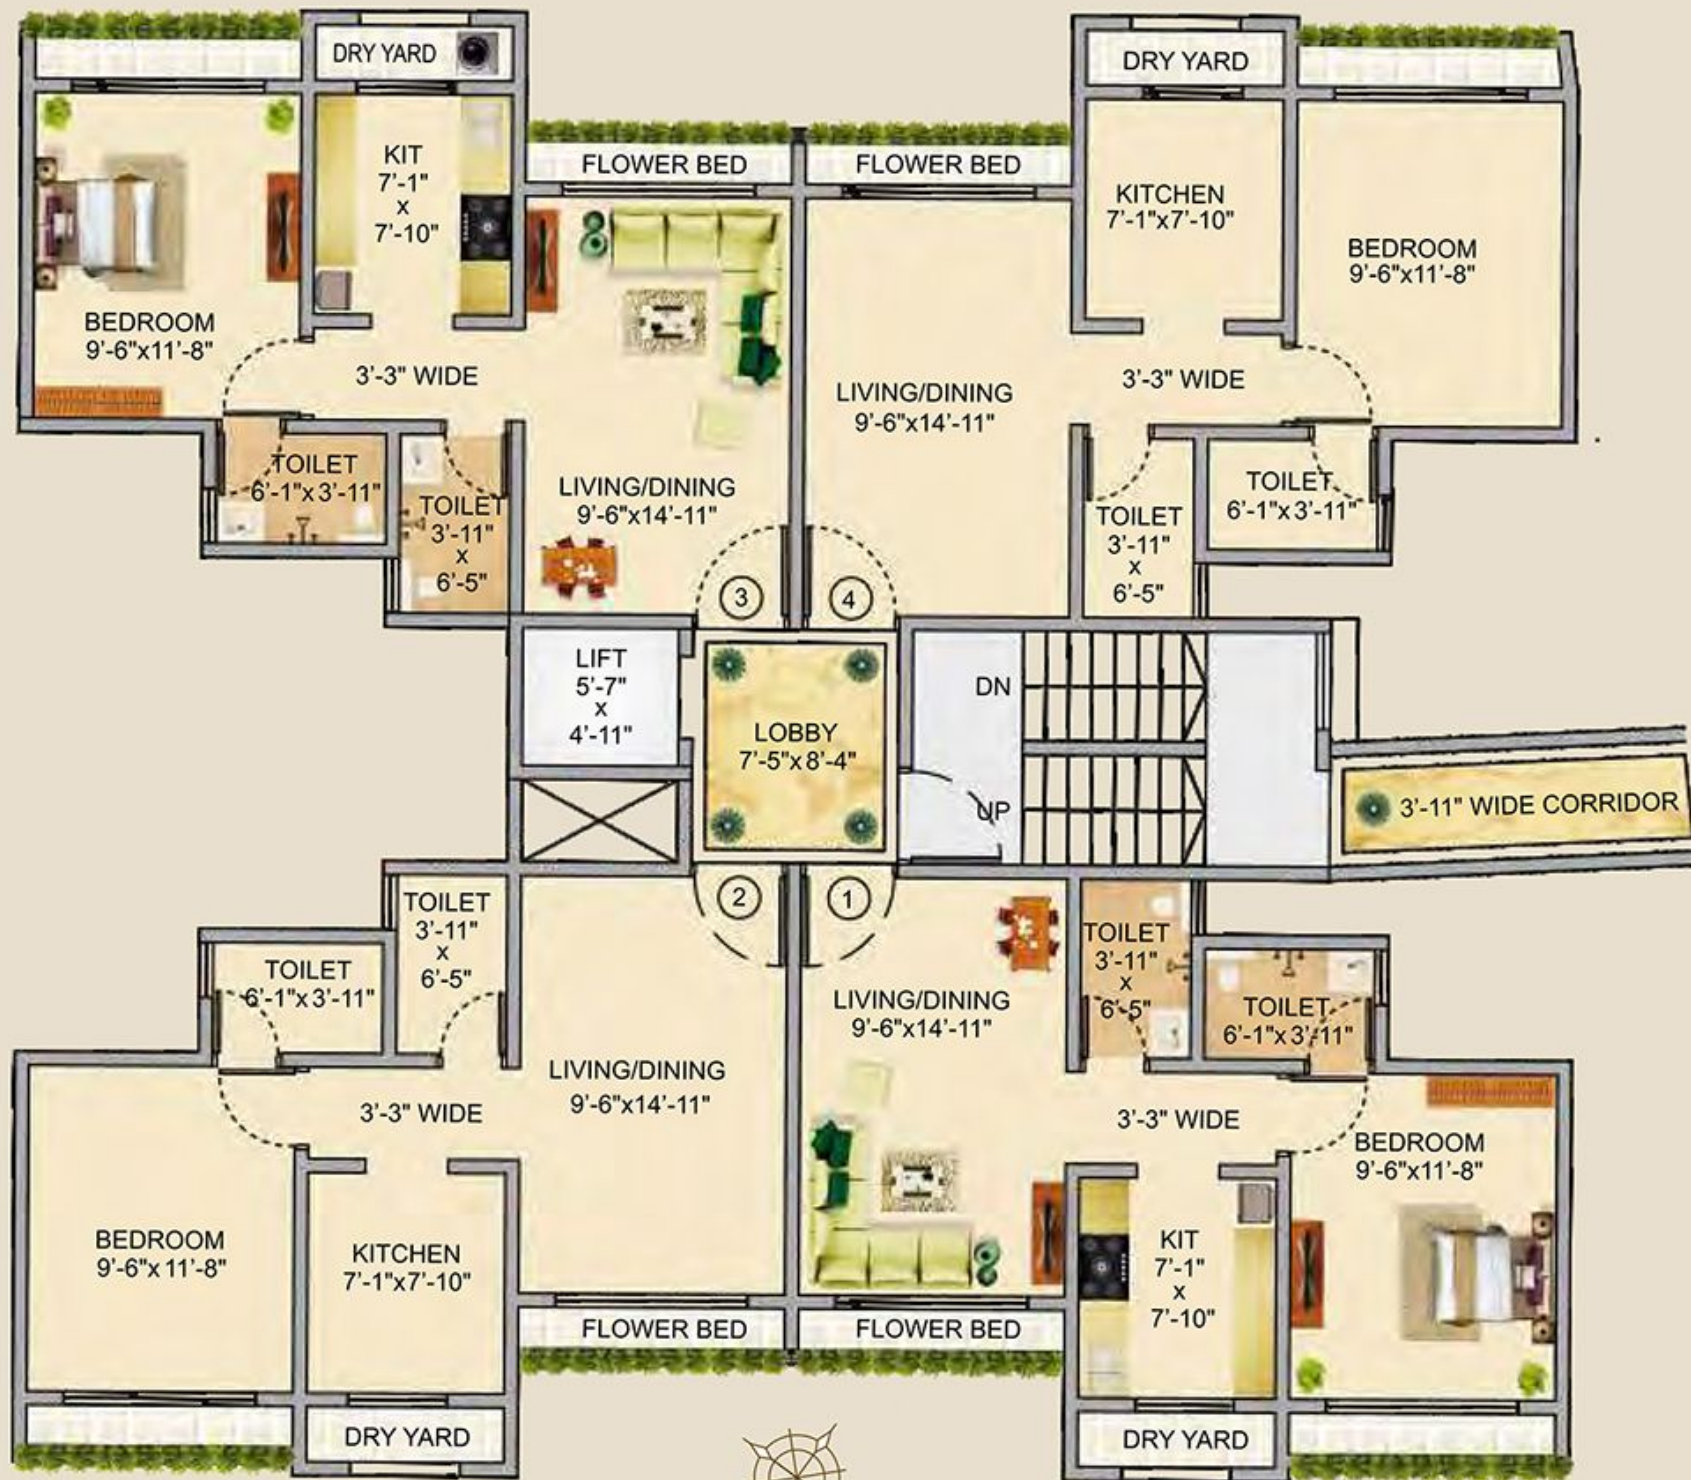 DRY YARD
KIT
7'-1"
x
7'-10"
BEDROOM
9'-6"x11'-8"
3'-3" WIDE
TOILET
6'-1"x3'-11"
TOILET
3'-11"
x
6'-5"
FLOWER BED
LIVING/DINING
9'-6"x14'-11"
3
FLOWER BED
LIVING/DINING
9'-6"x14'-11"
4
DRY YARD
KITCHEN
7'-1"x7'-10"
BEDROOM
9'-6"x11'-8"
3'-3" WIDE
TOILET
3'-11"
x
6'-5"
TOILET
6'-1"x3'-11"
LIFT
5'-7"
x
4'-11"
LOBBY
7'-5"x8'-4"
DN
UP
3'-11" WIDE CORRIDOR
TOILET
3'-11"
x
6'-5"
TOILET
6'-1"x3'-11"
2
LIVING/DINING
9'-6"x14'-11"
3'-3" WIDE
BEDROOM
9'-6"x 11'-8"
KITCHEN
7'-1"x7'-10"
FLOWER BED
DRY YARD
1
LIVING/DINING
9'-6"x14'-11"
TOILET
3'-11"
x
6'-5"
TOILET
6'-1"x3'-11"
3'-3" WIDE
BEDROOM
9'-6"x11'-8"
KIT
7'-1"
x
7'-10"
FLOWER BED
DRY YARD